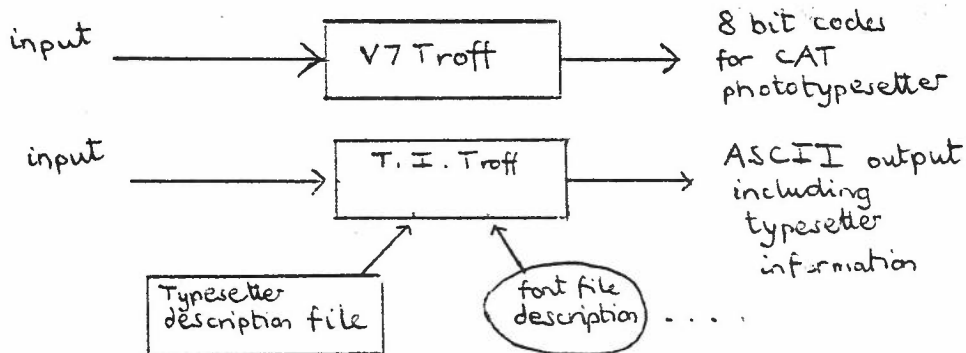 input
V7 Troff
8 bit codes
for CAT
phototypesetter
input
T.I.Troff
ASCII output
including
typesetter
information
Typesetter
description file
font file
description
. . . .